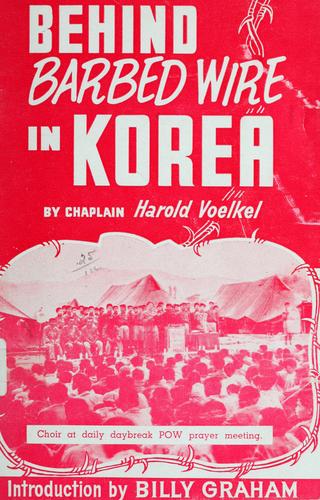 BEHIND
BARBED WIRE
IN KOREA
BY CHAPLAIN Harold Voelkel
Choir at daily daybreak POW prayer meeting.
Introduction by BILLY GRAHAM